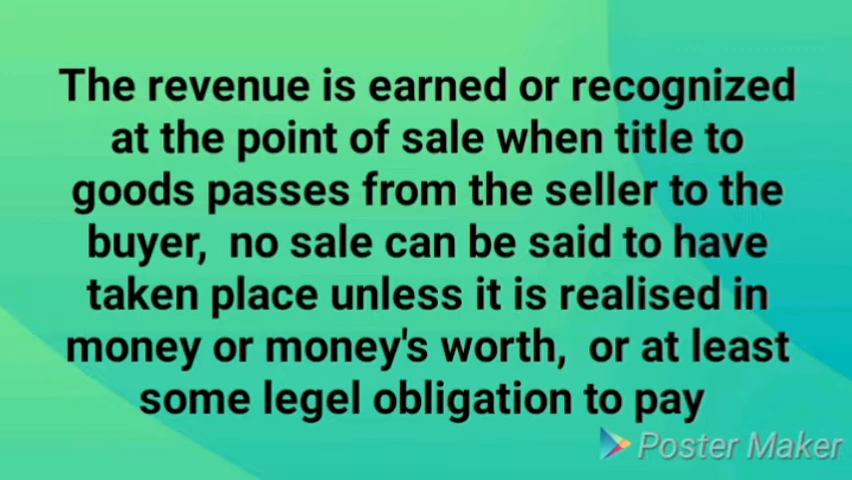 The revenue is earned or recognized
at the point of sale when title to
goods passes from the seller to the
buyer,  no sale can be said to have
taken place unless it is realised in
money or money's worth,  or at least
some legel obligation to pay
Poster Maker